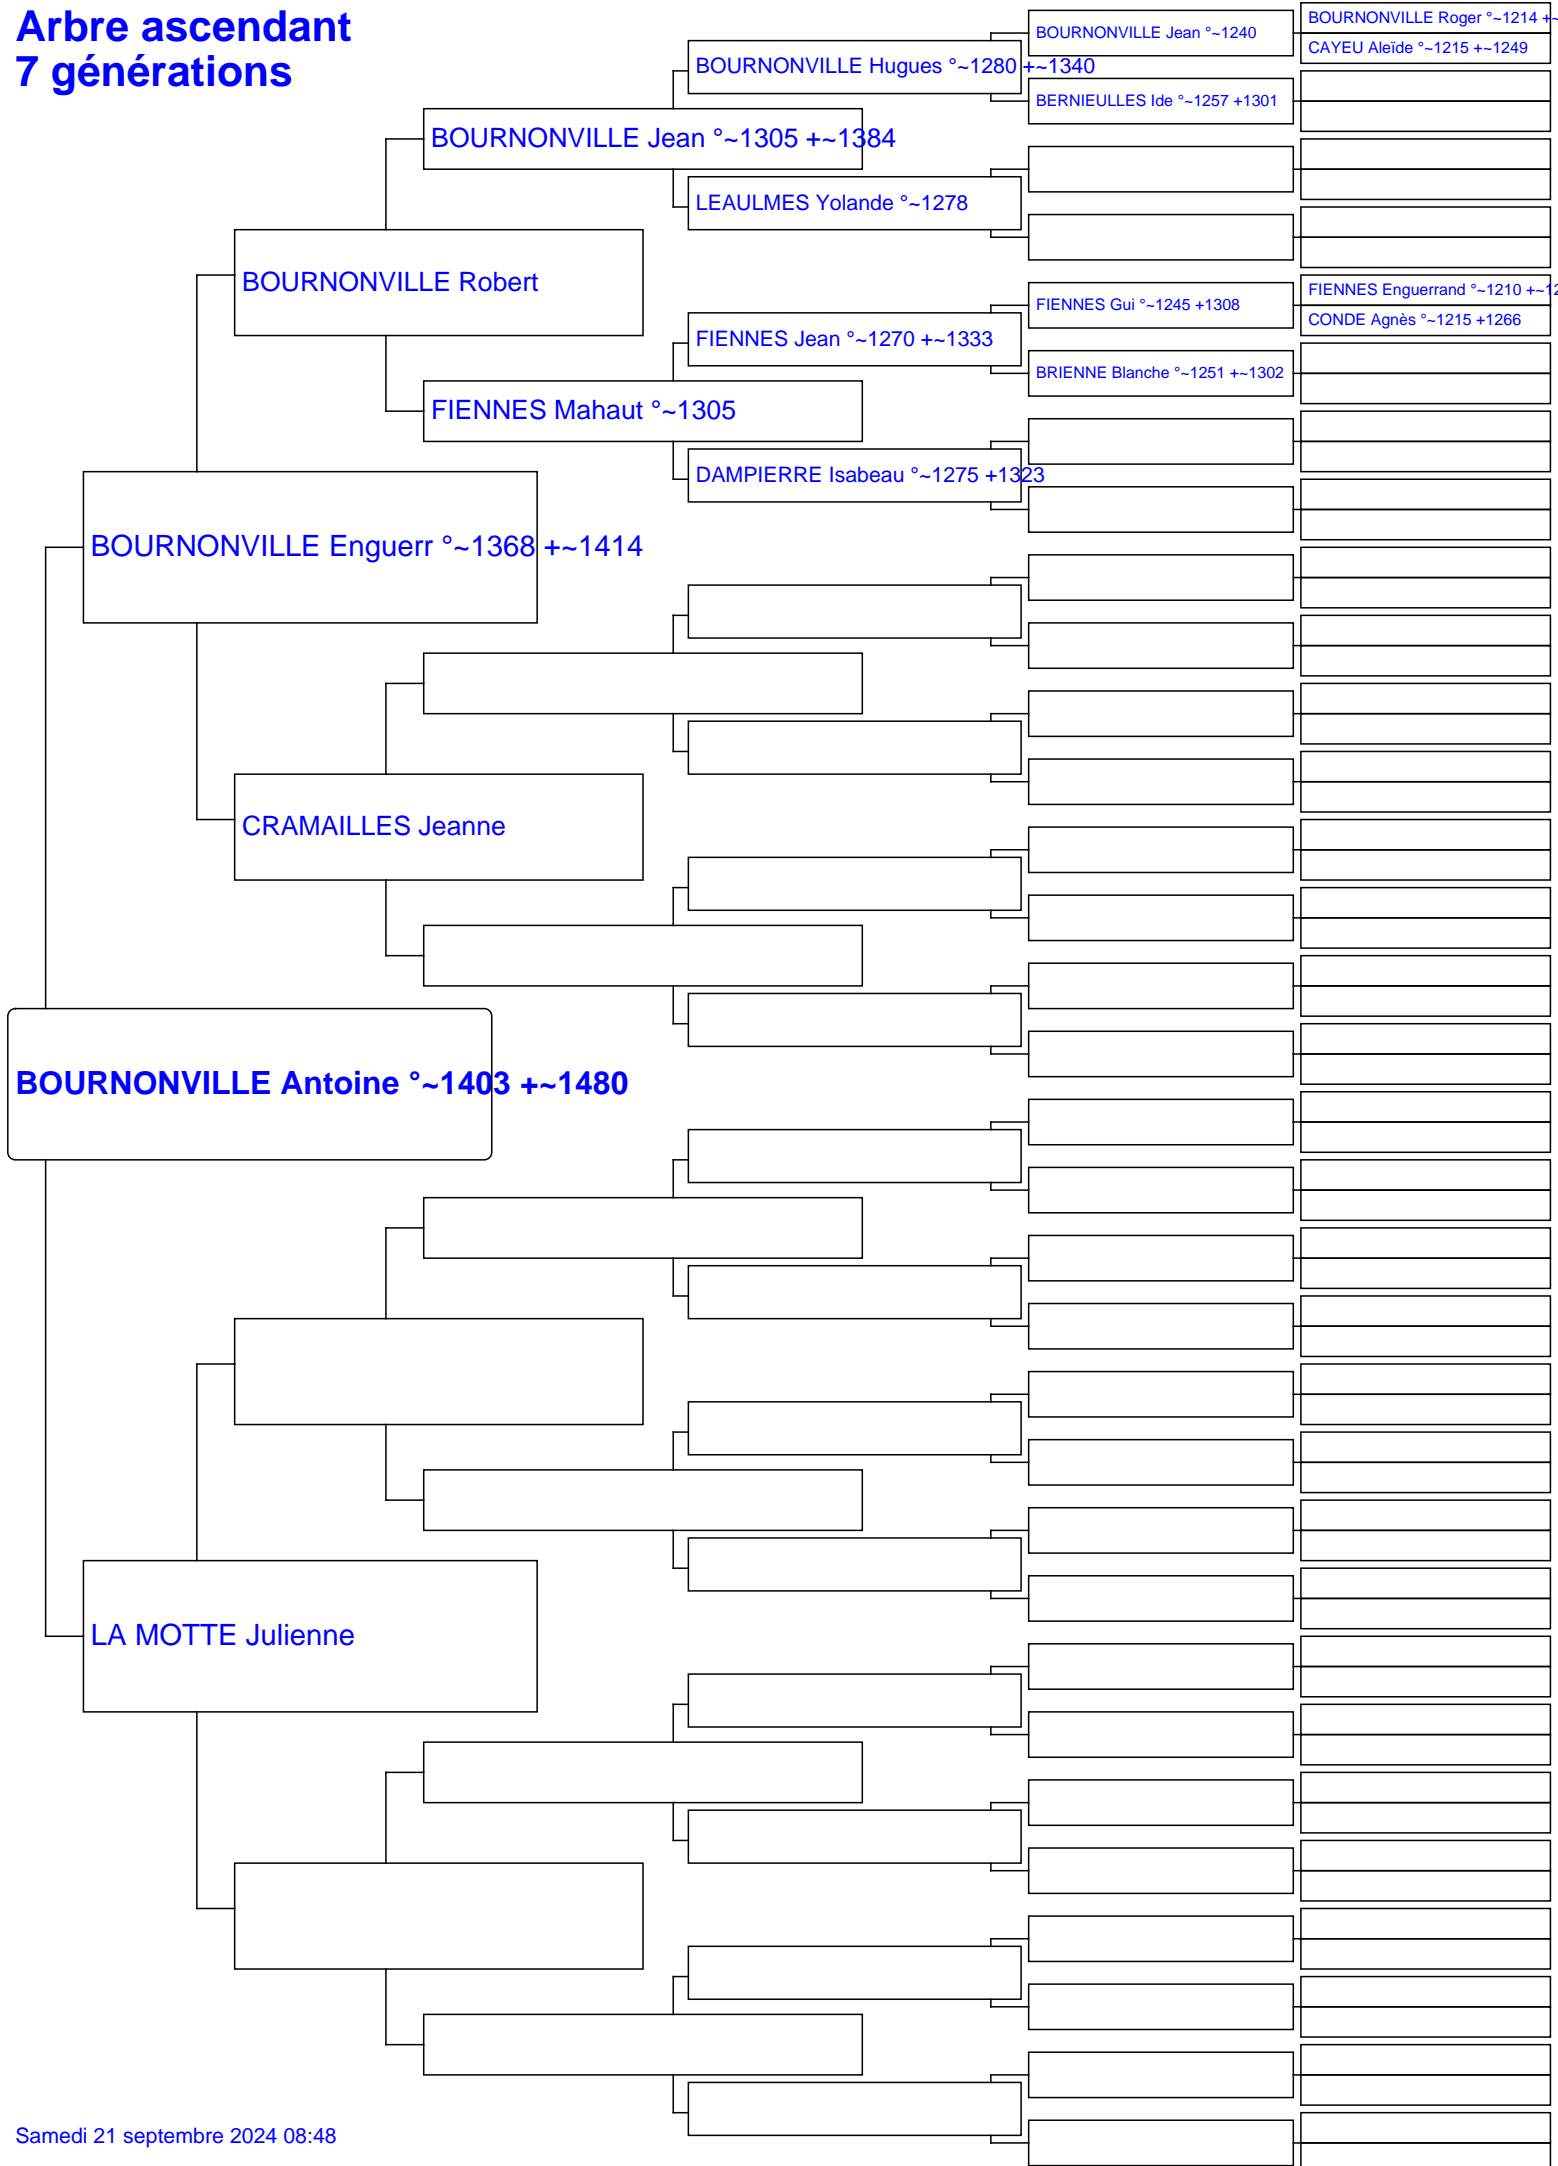 Arbre ascendant
7 générations
BOURNONVILLE Roger °~1214 +~
BOURNONVILLE Jean °~1240
CAYEU Aleïde °~1215 +~1249
BOURNONVILLE Hugues °~1280 +~1340
BERNIEULLES Ide °~1257 +1301
BOURNONVILLE Jean °~1305 +~1384
LEAULMES Yolande °~1278
BOURNONVILLE Robert
FIENNES Enguerrand °~1210 +~12
FIENNES Gui °~1245 +1308
CONDE Agnès °~1215 +1266
FIENNES Jean °~1270 +~1333
BRIENNE Blanche °~1251 +~1302
FIENNES Mahaut °~1305
DAMPIERRE Isabeau °~1275 +1323
BOURNONVILLE Enguerr °~1368 +~1414
CRAMAILLES Jeanne
BOURNONVILLE Antoine °~1403 +~1480
LA MOTTE Julienne
Samedi 21 septembre 2024 08:48